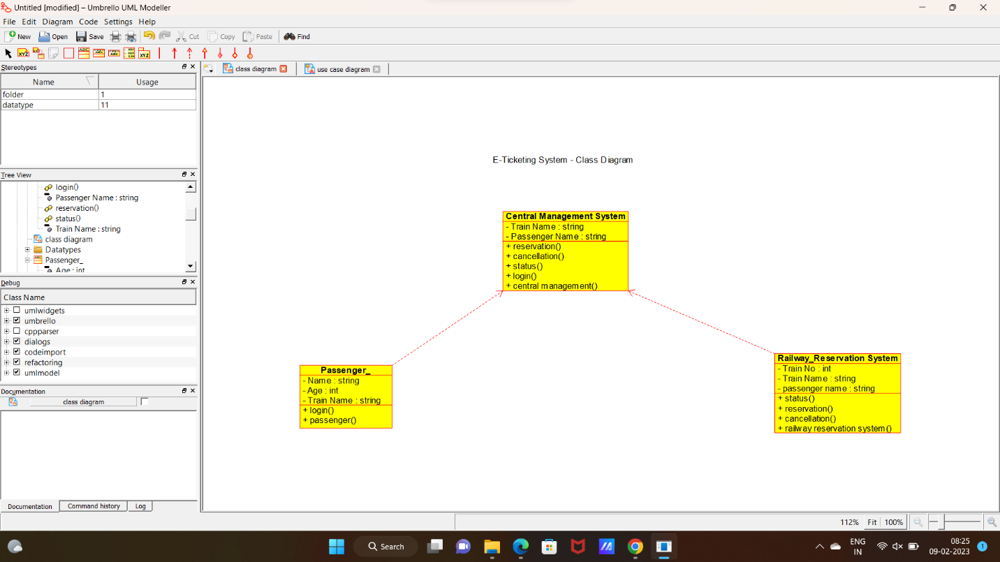 Untitled [modified] – Umbrello UML Modeller
File Edit Diagram Code Settings Help
New Open Save Cut Copy Paste Find
Stereotypes
Name Usage
folder 1
datatype 11
Tree View
login()
Passenger Name : string
reservation()
status()
Train Name : string
class diagram
Datatypes
Passenger_
Age : int
Debug
Class Name
umlwidgets
umbrello
cppparser
dialogs
codeimport
refactoring
umlmodel
Documentation
class diagram
Documentation Command history Log
class diagram use case diagram
E-Ticketing System - Class Diagram
Central Management System
- Train Name : string
- Passenger Name : string
+ reservation()
+ cancellation()
+ status()
+ login()
+ central management()
Passenger_
- Name : string
- Age : int
- Train Name : string
+ login()
+ passenger()
Railway_Reservation System
- Train No : int
- Train Name : string
- passenger name : string
+ status()
+ reservation()
+ cancellation()
+ railway reservation system()
112% Fit 100%
Search
ENG
IN
08:25
09-02-2023
1